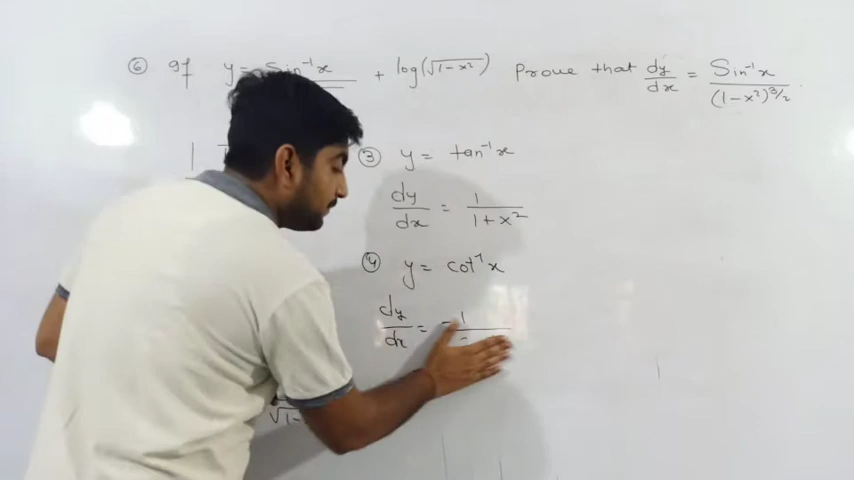 ⑥ If y = Sin⁻¹x + log(√1-x²) Prove that dy/dx = Sin⁻¹x/(1-x²)^3/2
③ y = tan⁻¹x
dy/dx = 1/1+x²
④ y = cot⁻¹x
dy/dx = -1/
√1-